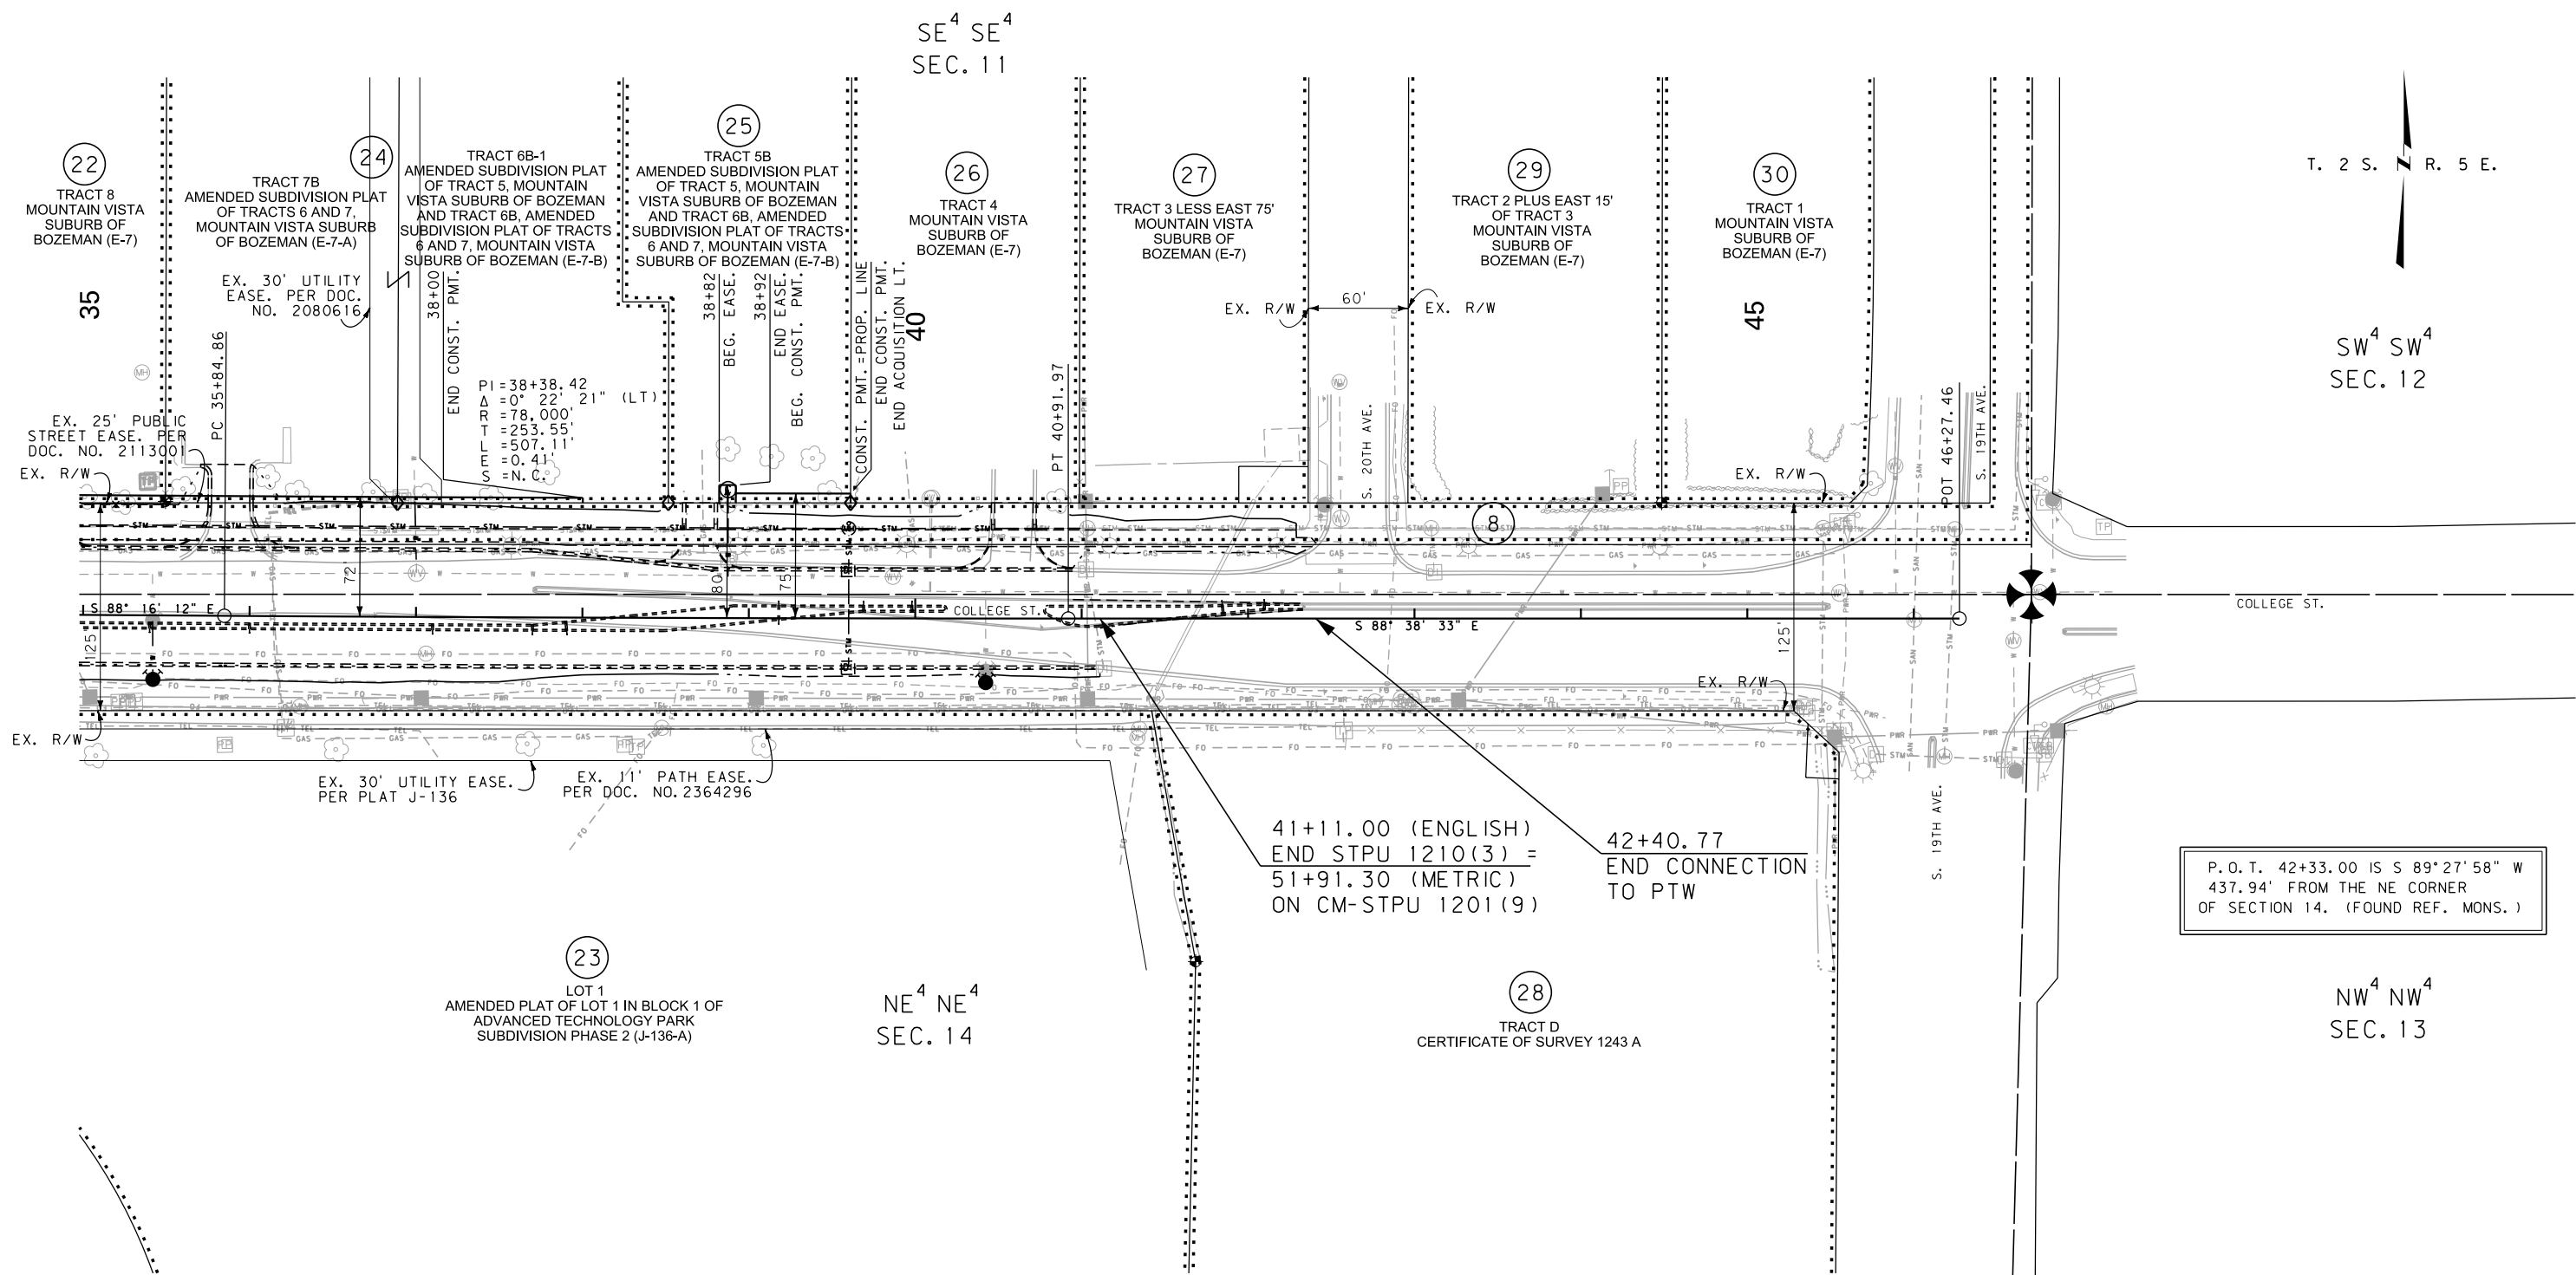 SE⁴ SE⁴
SEC. 11
22
TRACT 8
MOUNTAIN VISTA
SUBURB OF
BOZEMAN (E-7)
TRACT 7B
AMENDED SUBDIVISION PLAT
OF TRACTS 6 AND 7,
MOUNTAIN VISTA SUBURB
OF BOZEMAN (E-7-A)
24
TRACT 6B-1
AMENDED SUBDIVISION PLAT
OF TRACT 5, MOUNTAIN
VISTA SUBURB OF BOZEMAN
AND TRACT 6B, AMENDED
SUBDIVISION PLAT OF TRACTS
6 AND 7, MOUNTAIN VISTA
SUBURB OF BOZEMAN (E-7-B)
25
TRACT 5B
AMENDED SUBDIVISION PLAT
OF TRACT 5, MOUNTAIN
VISTA SUBURB OF BOZEMAN
AND TRACT 6B, AMENDED
SUBDIVISION PLAT OF TRACTS
6 AND 7, MOUNTAIN VISTA
SUBURB OF BOZEMAN (E-7-B)
26
TRACT 4
MOUNTAIN VISTA
SUBURB OF
BOZEMAN (E-7)
27
TRACT 3 LESS EAST 75'
MOUNTAIN VISTA
SUBURB OF
BOZEMAN (E-7)
29
TRACT 2 PLUS EAST 15'
OF TRACT 3
MOUNTAIN VISTA
SUBURB OF
BOZEMAN (E-7)
30
TRACT 1
MOUNTAIN VISTA
SUBURB OF
BOZEMAN (E-7)
T. 2 S. N R. 5 E.
SW⁴ SW⁴
SEC. 12
35
EX. 30' UTILITY
EASE. PER DOC.
NO. 2080616
38+00
END CONST. PMT.
38+82
BEG. EASE.
38+92
END EASE.
BEG. CONST. PMT.
CONST. PMT. =PROP. LINE
END CONST. PMT.
END ACQUISITION LT.
40
EX. R/W
60'
EX. R/W
45
PC 35+84.86
PI =38+38.42
Δ =0° 22' 21" (LT)
R =78,000'
T =253.55'
L =507.11'
E =0.41'
S =N.C.
PT 40+91.97
S. 20TH AVE.
POT 46+27.46
S. 19TH AVE.
EX. 25' PUBLIC
STREET EASE. PER
DOC. NO. 2113001
EX. R/W
EX. R/W
8
72'
80'
75'
S 88° 16' 12" E
COLLEGE ST.
S 88° 38' 33" E
COLLEGE ST.
125'
125'
EX. R/W
EX. R/W
EX. 30' UTILITY EASE.
PER PLAT J-136
EX. 11' PATH EASE.
PER DOC. NO.2364296
41+11.00 (ENGLISH)
END STPU 1210(3) =
51+91.30 (METRIC)
ON CM-STPU 1201(9)
42+40.77
END CONNECTION
TO PTW
S. 19TH AVE.
P.O.T. 42+33.00 IS S 89°27'58" W
437.94' FROM THE NE CORNER
OF SECTION 14. (FOUND REF. MONS.)
23
LOT 1
AMENDED PLAT OF LOT 1 IN BLOCK 1 OF
ADVANCED TECHNOLOGY PARK
SUBDIVISION PHASE 2 (J-136-A)
NE⁴ NE⁴
SEC. 14
28
TRACT D
CERTIFICATE OF SURVEY 1243 A
NW⁴ NW⁴
SEC. 13